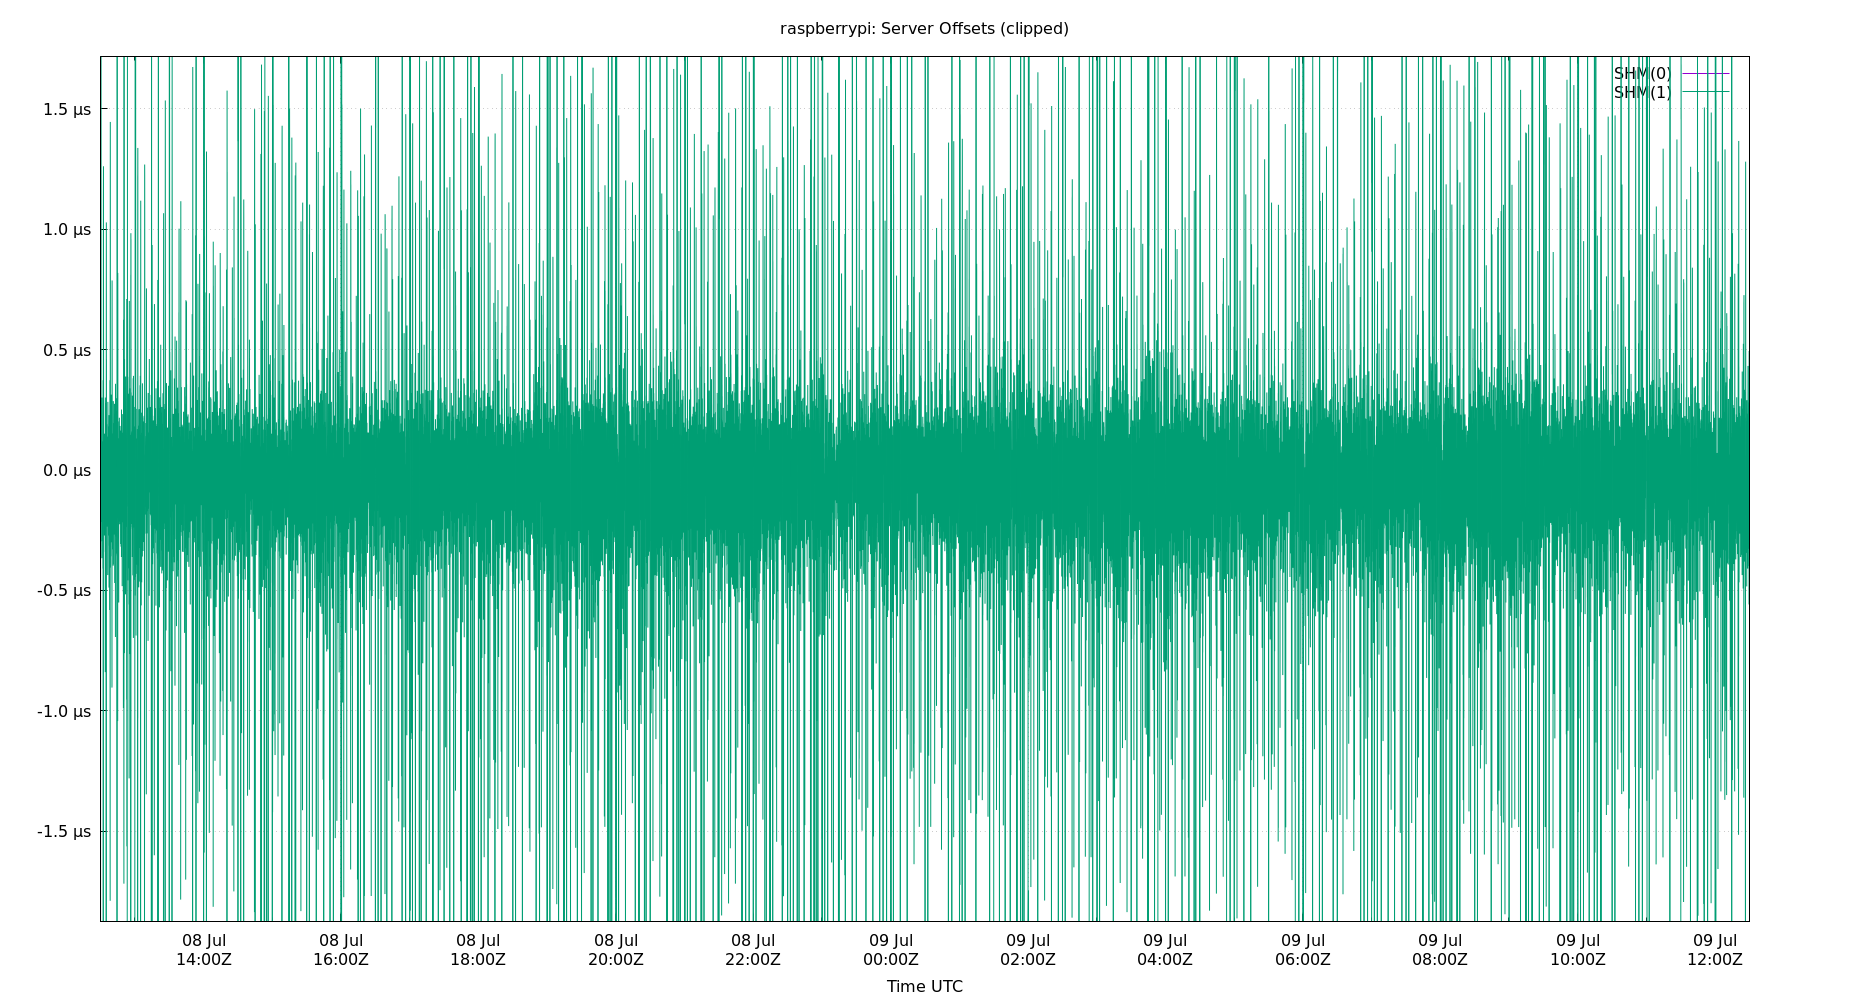 raspberrypi: Server Offsets (clipped)
SHM(0)
SHM(1)
1.5 µs
1.0 µs
0.5 µs
0.0 µs
-0.5 µs
-1.0 µs
-1.5 µs
08 Jul 08 Jul 08 Jul 08 Jul 08 Jul 09 Jul 09 Jul 09 Jul 09 Jul 09 Jul 09 Jul 09 Jul
14:00Z 16:00Z 18:00Z 20:00Z 22:00Z 00:00Z 02:00Z 04:00Z 06:00Z 08:00Z 10:00Z 12:00Z
Time UTC